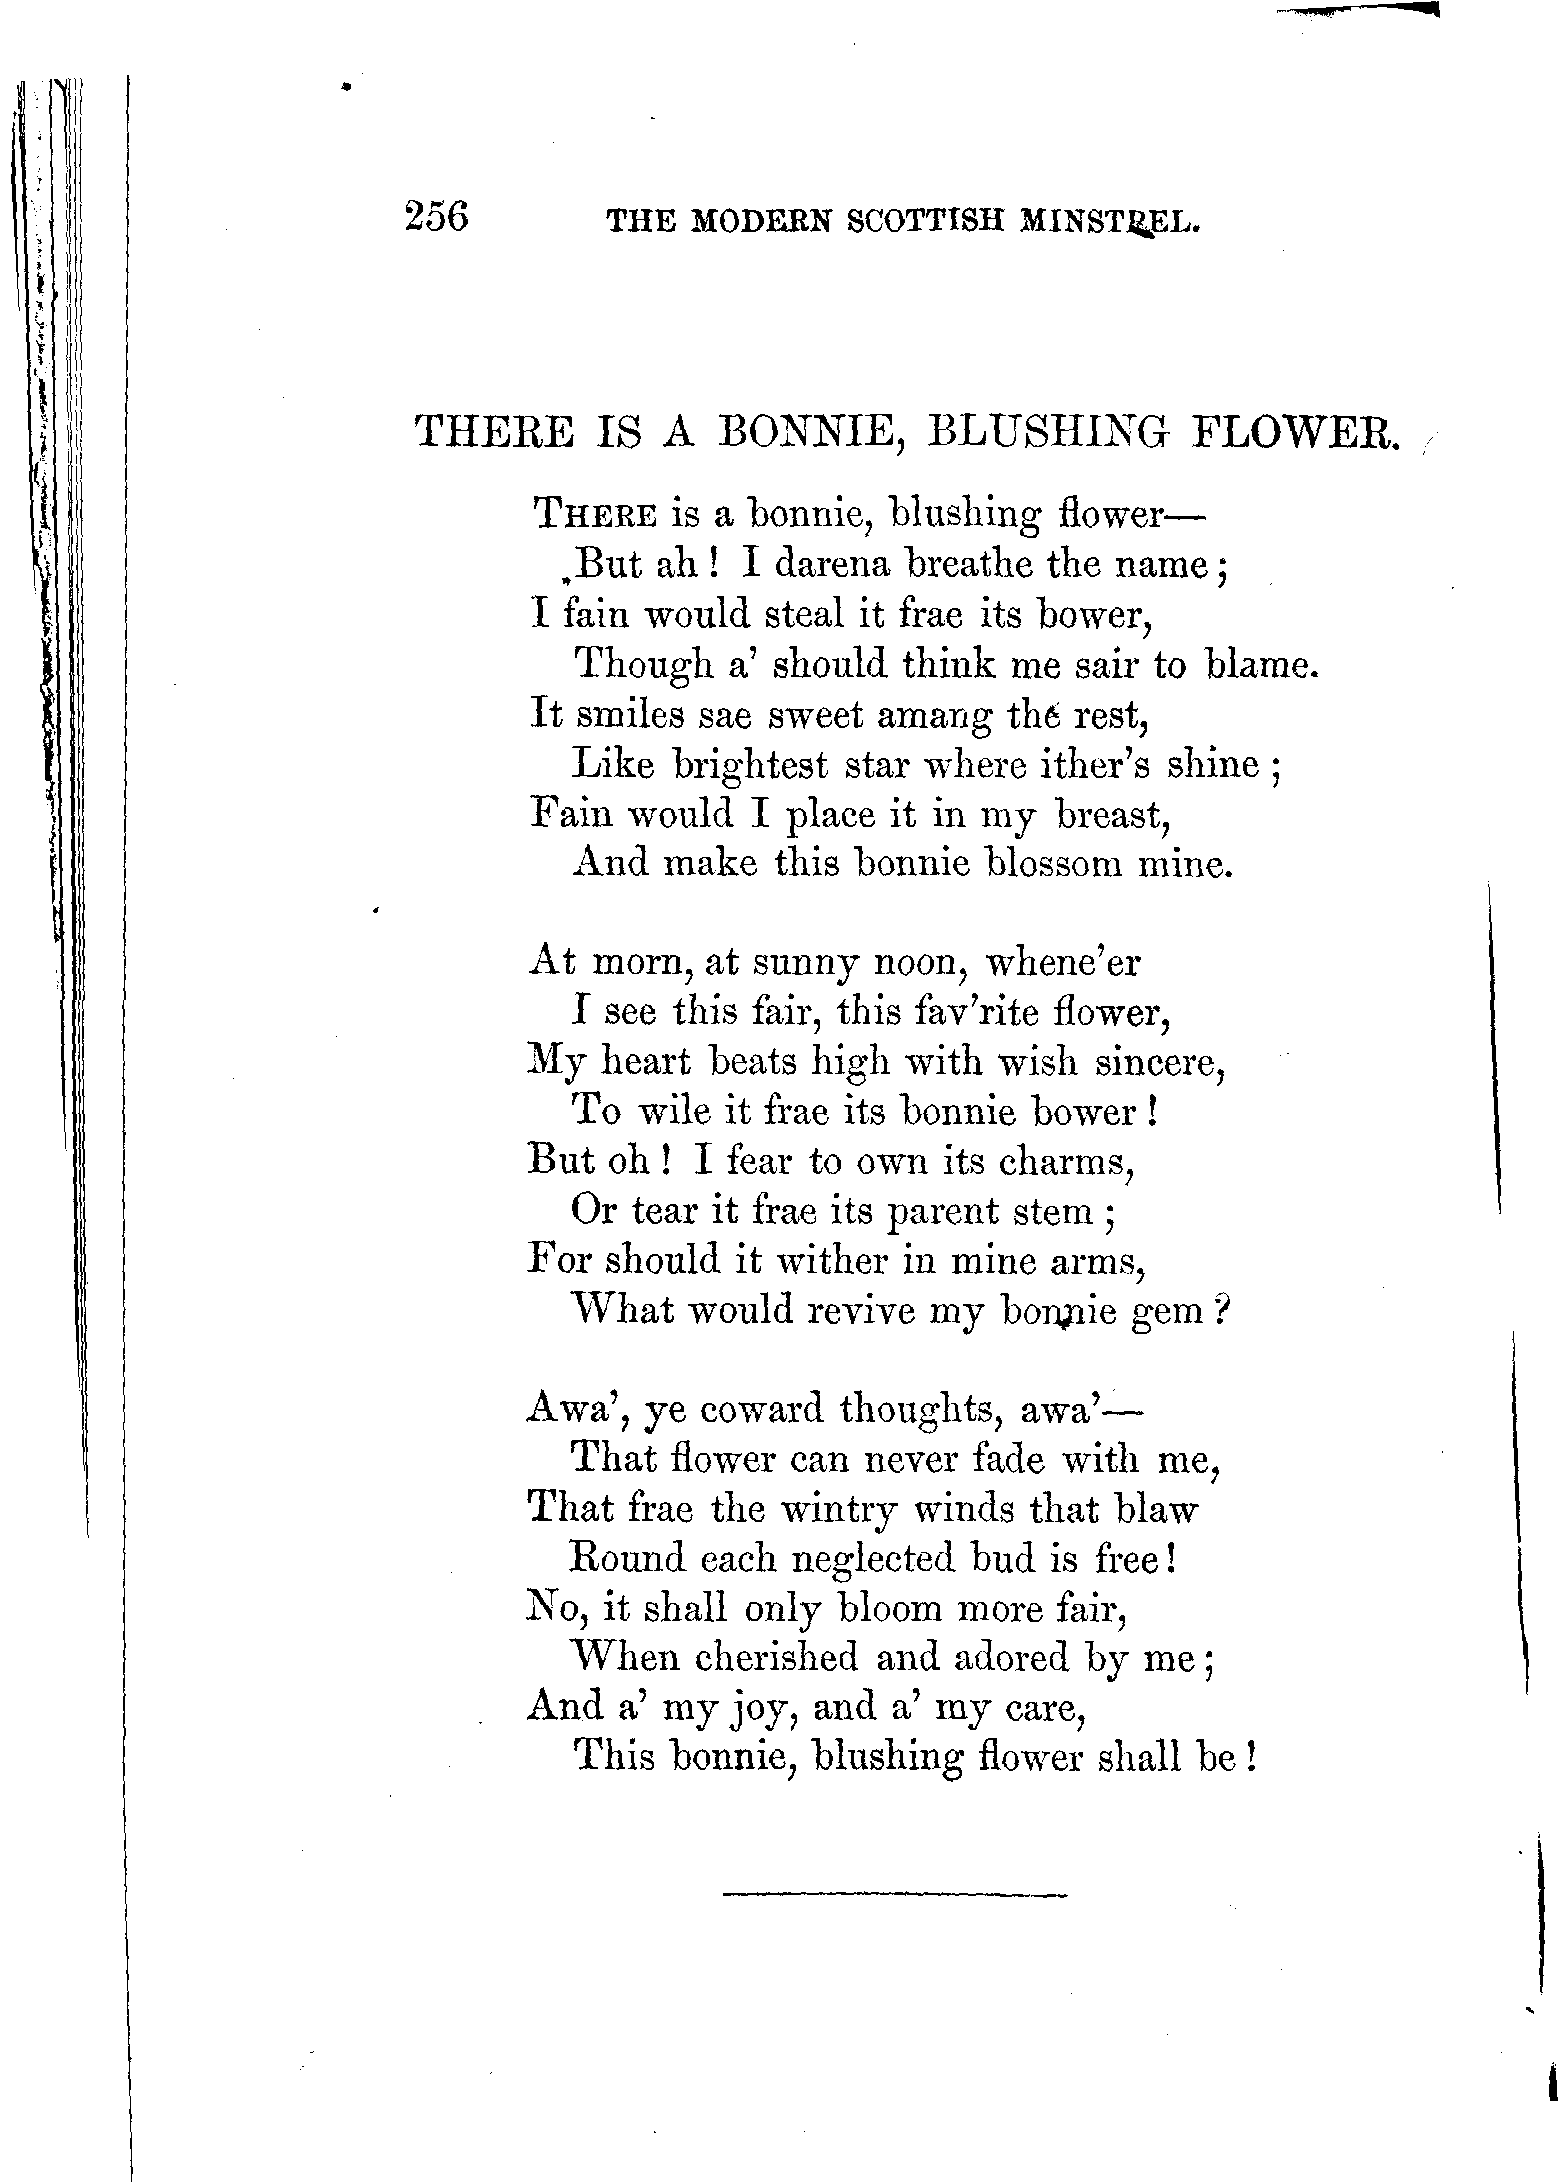 256 THE MODERN SCOTTISH MINSTREL.
THERE IS A BONNIE, BLUSHING FLOWER.
THERE is a bonnie, blushing flower—
But ah! I darena breathe the name;
I fain would steal it frae its bower,
Though a' should think me sair to blame.
It smiles sae sweet amang the rest,
Like brightest star where ither's shine;
Fain would I place it in my breast,
And make this bonnie blossom mine.
At morn, at sunny noon, whene'er
I see this fair, this fav'rite flower,
My heart beats high with wish sincere,
To wile it frae its bonnie bower!
But oh! I fear to own its charms,
Or tear it frae its parent stem;
For should it wither in mine arms,
What would revive my bonnie gem?
Awa', ye coward thoughts, awa'—
That flower can never fade with me,
That frae the wintry winds that blaw
Round each neglected bud is free!
No, it shall only bloom more fair,
When cherished and adored by me;
And a' my joy, and a' my care,
This bonnie, blushing flower shall be!